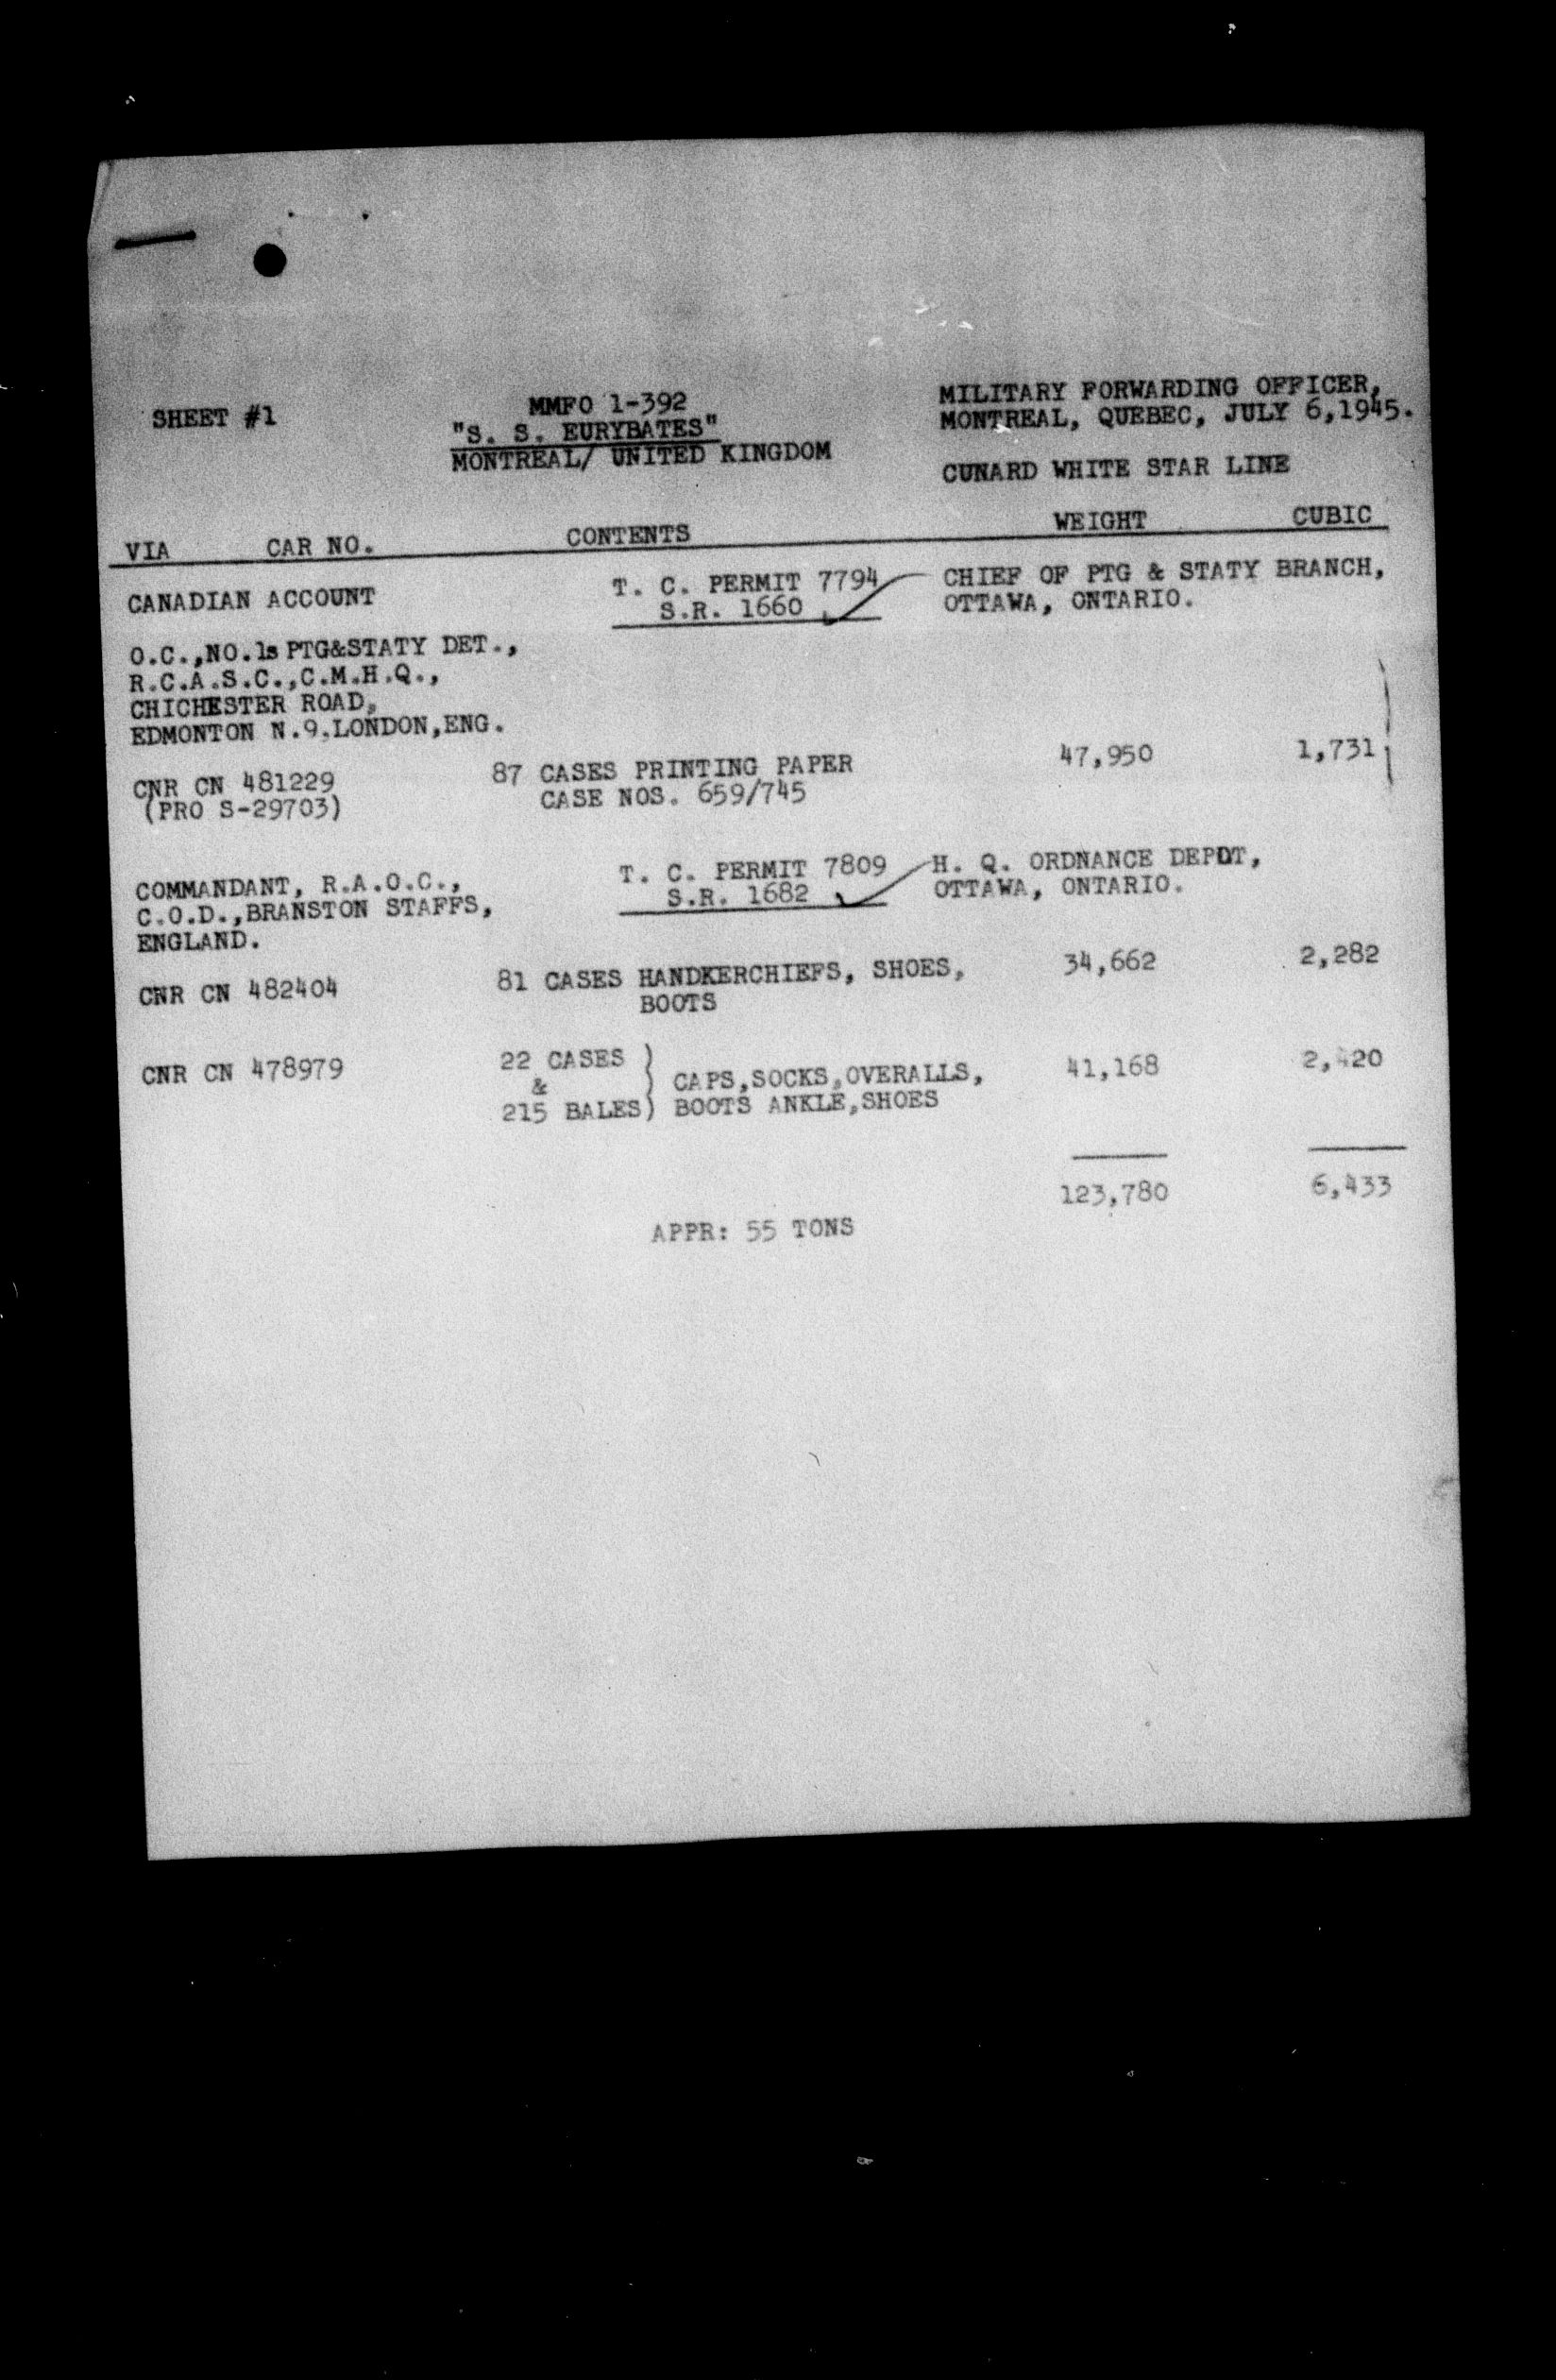 SHEET #1
MMFO 1-392
"S. S. EURYBATES"
MONTREAL/ UNITED KINGDOM
MILITARY FORWARDING OFFICER,
MONTREAL, QUEBEC, JULY 6,1945.
CUNARD WHITE STAR LINE
VIA CAR NO. CONTENTS WEIGHT CUBIC
CANADIAN ACCOUNT
T. C. PERMIT 7794
S.R. 1660
CHIEF OF PTG & STATY BRANCH,
OTTAWA, ONTARIO.
O.C.,NO.1s PTG&STATY DET.,
R.C.A.S.C.,C.M.H.Q.,
CHICHESTER ROAD,
EDMONTON N.9.LONDON,ENG.
CNR CN 481229 87 CASES PRINTING PAPER 47,950 1,731
(PRO S-29703) CASE NOS. 659/745
COMMANDANT, R.A.O.C.,
C.O.D.,BRANSTON STAFFS,
ENGLAND.
T. C. PERMIT 7809
S.R. 1682
H. Q. ORDNANCE DEPOT,
OTTAWA, ONTARIO.
CNR CN 482404 81 CASES HANDKERCHIEFS, SHOES, 34,662 2,282
BOOTS
CNR CN 478979 22 CASES ) 41,168 2,420
& ) CAPS,SOCKS,OVERALLS,
215 BALES) BOOTS ANKLE,SHOES
123,780 6,433
APPR: 55 TONS